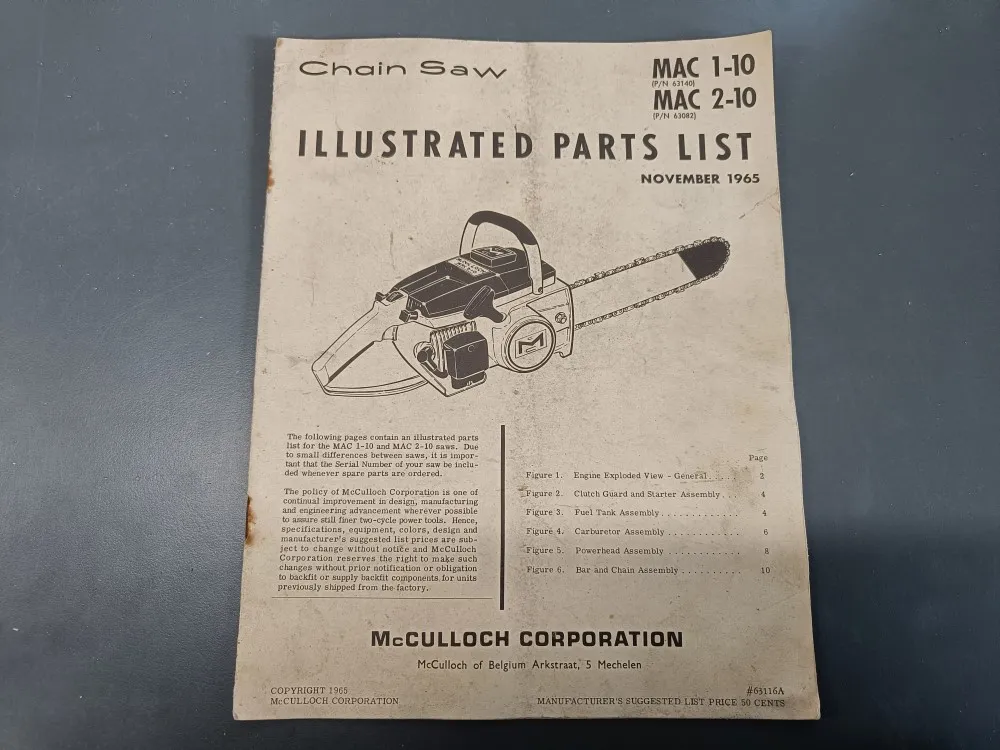 Chain Saw
MAC 1-10
(P/N 63140)
MAC 2-10
(P/N 63082)
ILLUSTRATED PARTS LIST
NOVEMBER 1965
M
The following pages contain an illustrated parts
list for the MAC 1-10 and MAC 2-10 saws. Due
to small differences between saws, it is impor-
tant that the Serial Number of your saw be inclu-
ded whenever spare parts are ordered.
The policy of McCulloch Corporation is one of
continual improvement in design, manufacturing
and engineering advancement wherever possible
to assure still finer two-cycle power tools. Hence,
specifications, equipment, colors, design and
manufacturer's suggested list prices are sub-
ject to change without notice and McCulloch
Corporation reserves the right to make such
changes without prior notification or obligation
to backfit or supply backfit components for units
previously shipped from the factory.
Page
Figure 1. Engine Exploded View - General . . . . . 2
Figure 2. Clutch Guard and Starter Assembly . . . 4
Figure 3. Fuel Tank Assembly . . . . . . . . . . . . 4
Figure 4. Carburetor Assembly . . . . . . . . . . . 6
Figure 5. Powerhead Assembly . . . . . . . . . . . 8
Figure 6. Bar and Chain Assembly . . . . . . . . . . 10
McCULLOCH CORPORATION
McCulloch of Belgium Arkstraat, 5 Mechelen
COPYRIGHT 1965
McCULLOCH CORPORATION
#63116A
MANUFACTURER'S SUGGESTED LIST PRICE 50 CENTS